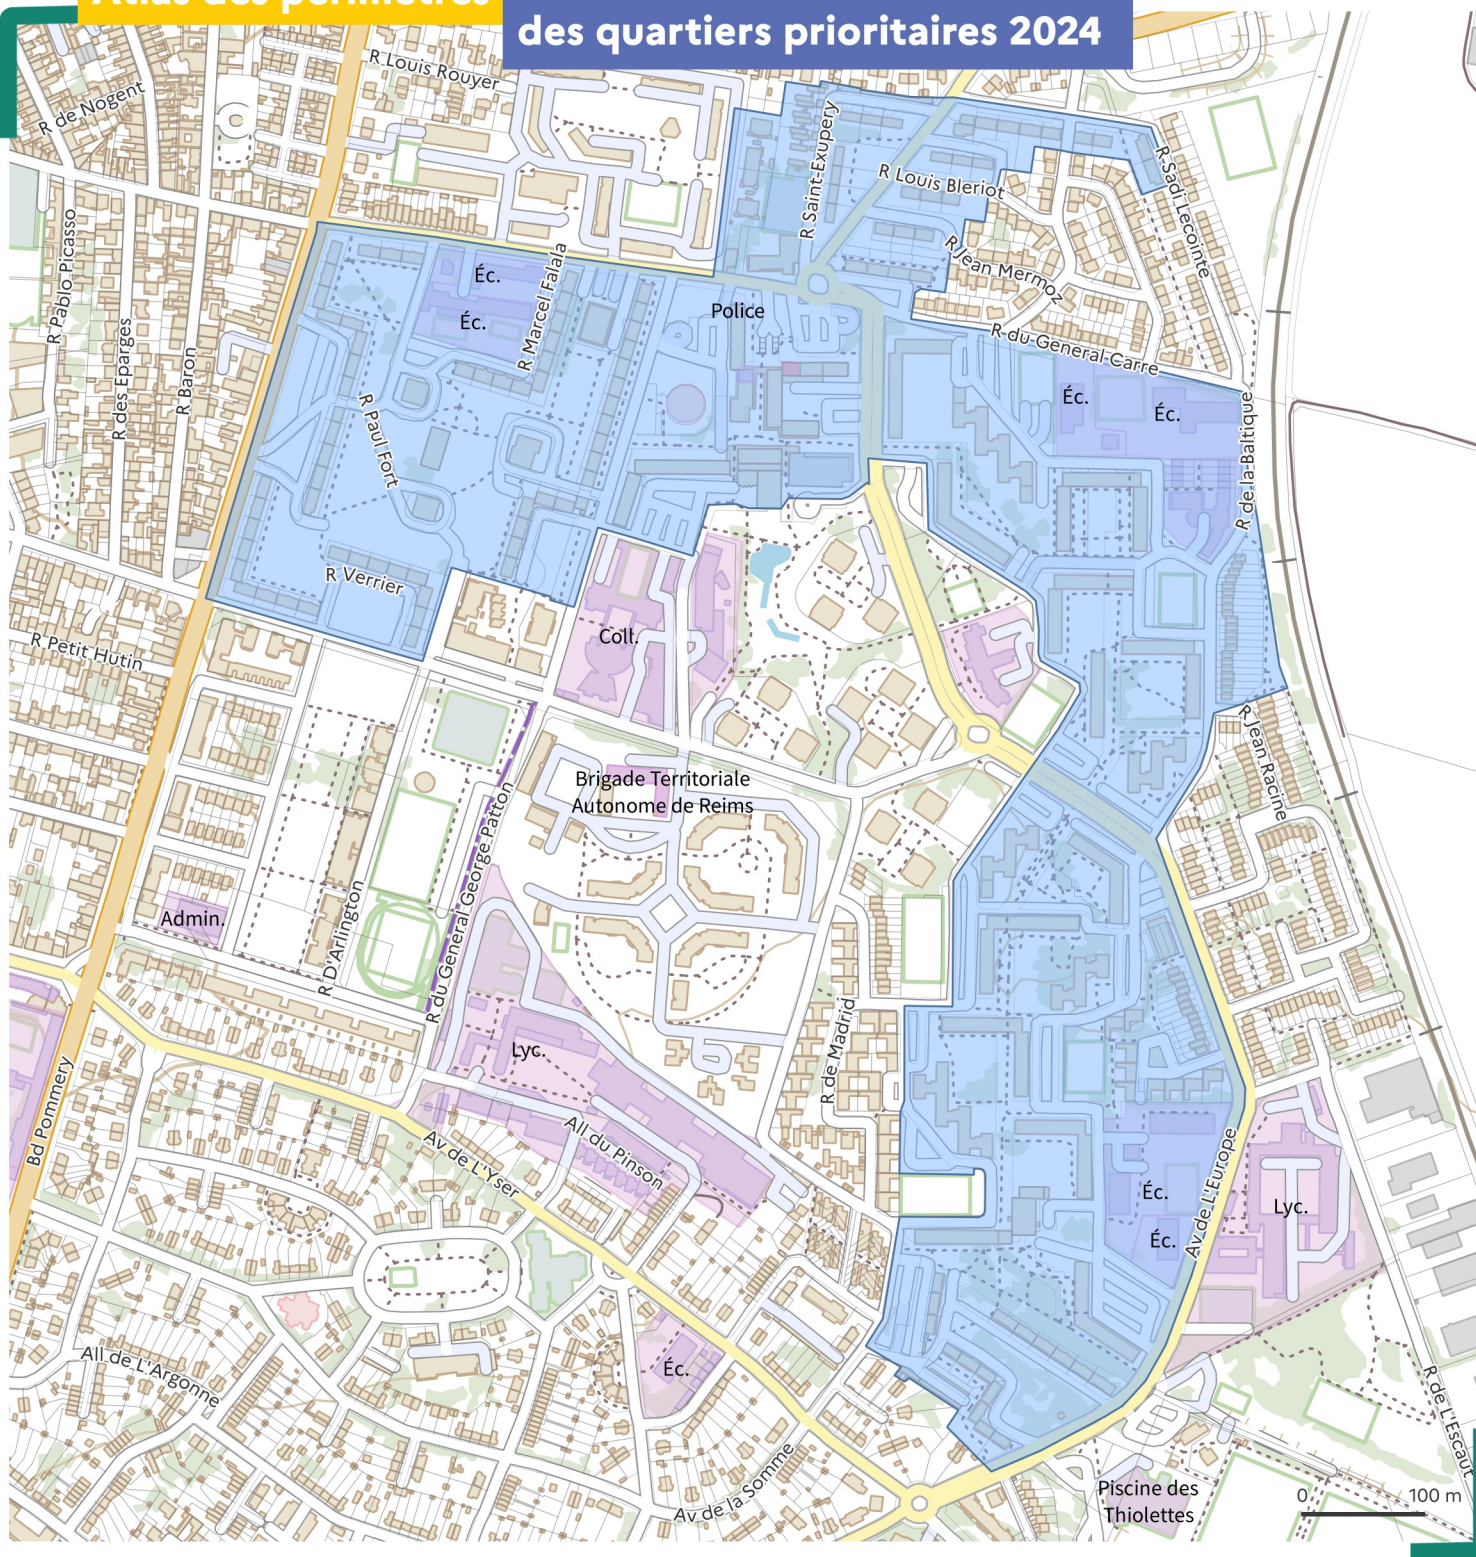 Atlas des périmètres
des quartiers prioritaires 2024
R Louis Rouyer
R de Nogent
R Saint-Exupery
R Louis Bleriot
R Sadi Lecointe
R Pablo Picasso
R Jean Mermoz
R Marcel Falala
Éc.
Éc.
Police
R des Eparges
R Baron
R du General Carre
Éc.
Éc.
R Paul Fort
R de la Baltique
R Verrier
Coll.
R Petit Hutin
R Jean Racine
Brigade Territoriale
Autonome de Reims
R du General George Patton
Admin.
R D'Arlington
R de Madrid
Lyc.
Bd Pommery
All du Pinson
Av de L'Yser
Av de L'Europe
Éc.
Éc.
Lyc.
All de L'Argonne
Éc.
R de L'Escaut
Av de la Somme
Piscine des
Thiolettes
0 100 m